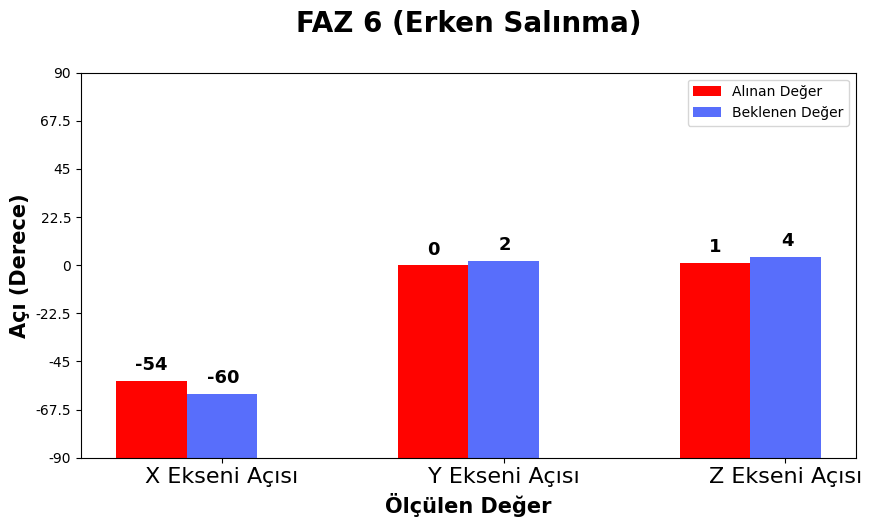 FAZ 6 (Erken Salınma)
Alınan Değer
Beklenen Değer
Açı (Derece)
90
67.5
45
22.5
0
-22.5
-45
-67.5
-90
-54
-60
0
2
1
4
X Ekseni Açısı
Y Ekseni Açısı
Z Ekseni Açısı
Ölçülen Değer